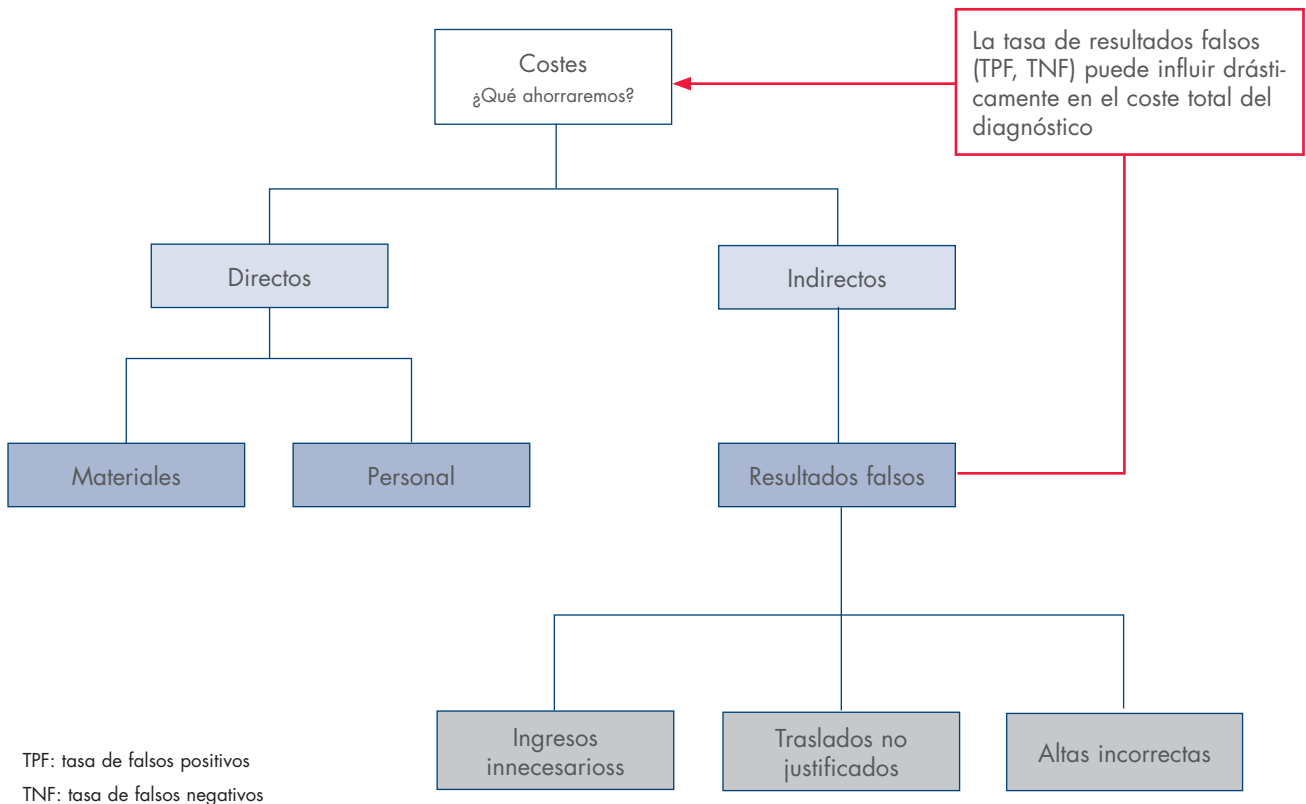 Costes
¿Qué ahorraremos?
La tasa de resultados falsos
(TPF, TNF) puede influir drásti-
camente en el coste total del
diagnóstico
Directos
Indirectos
Materiales
Personal
Resultados falsos
Ingresos
innecesarioss
Traslados no
justificados
Altas incorrectas
TPF: tasa de falsos positivos
TNF: tasa de falsos negativos